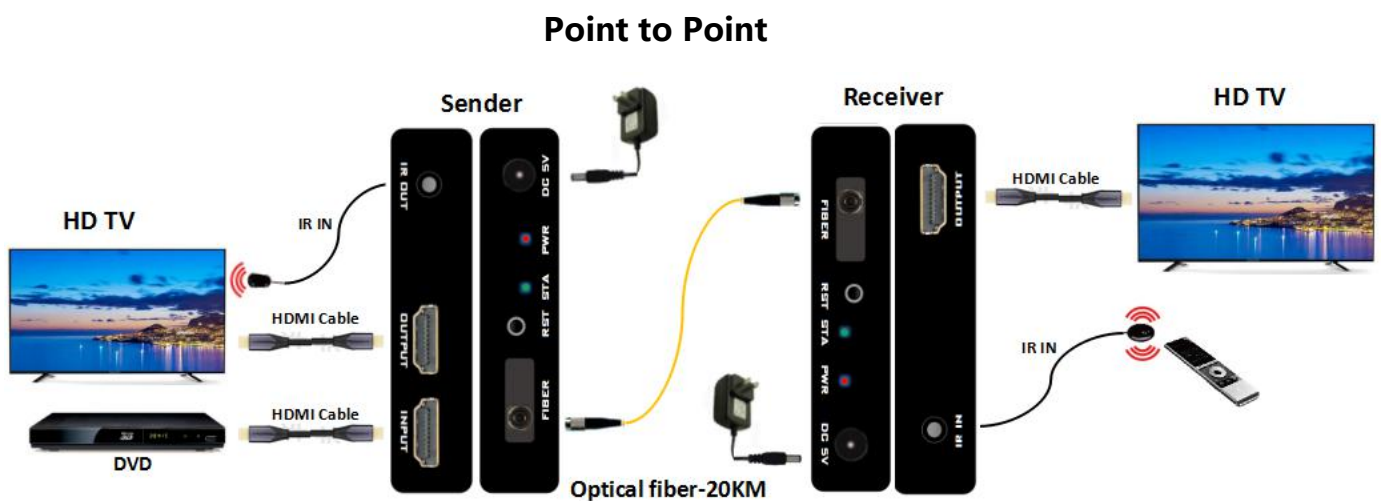 Point to Point
Sender
Receiver
HD TV
IR OUT
DC 5V
HDMI Cable
OUTPUT
FIBER
IR IN
HD TV
PWR
STA
RST
HDMI Cable
OUTPUT
RST
STA
IR IN
PWR
HDMI Cable
INPUT
FIBER
DC 5V
IR IN
DVD
Optical fiber-20KM